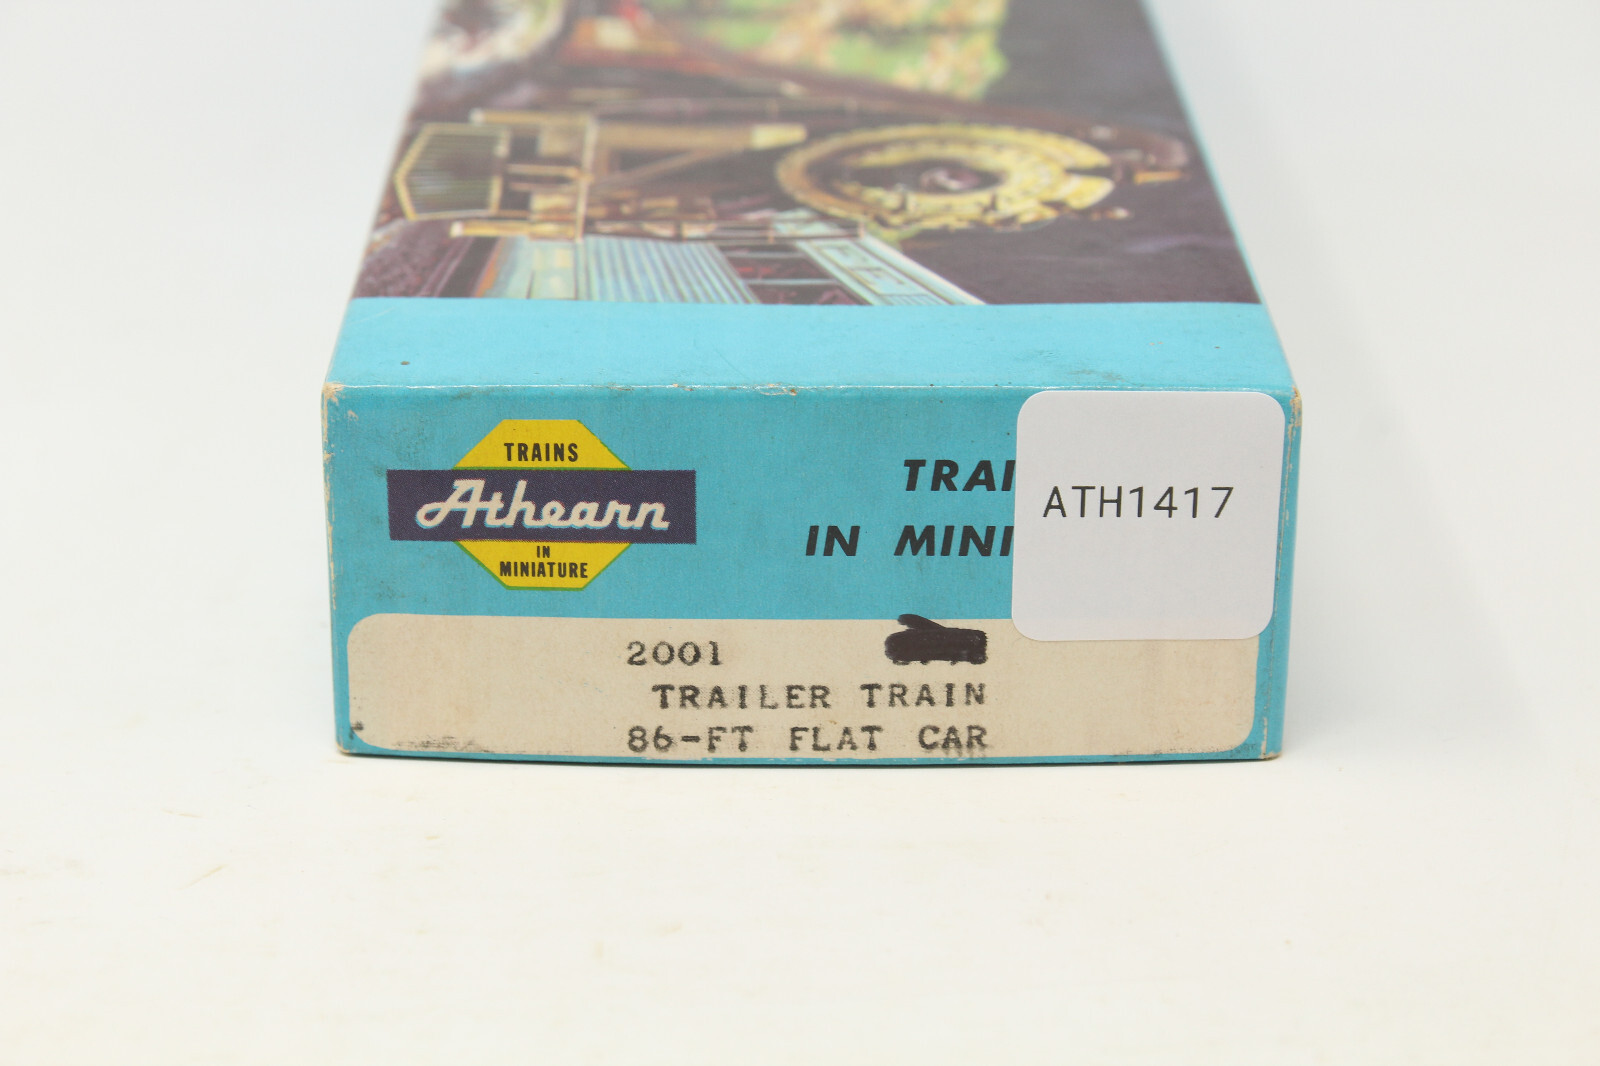 TRAINS
Athearn
IN
MINIATURE
TRAI
IN MINI
ATH1417
2001
TRAILER TRAIN
86-FT FLAT CAR